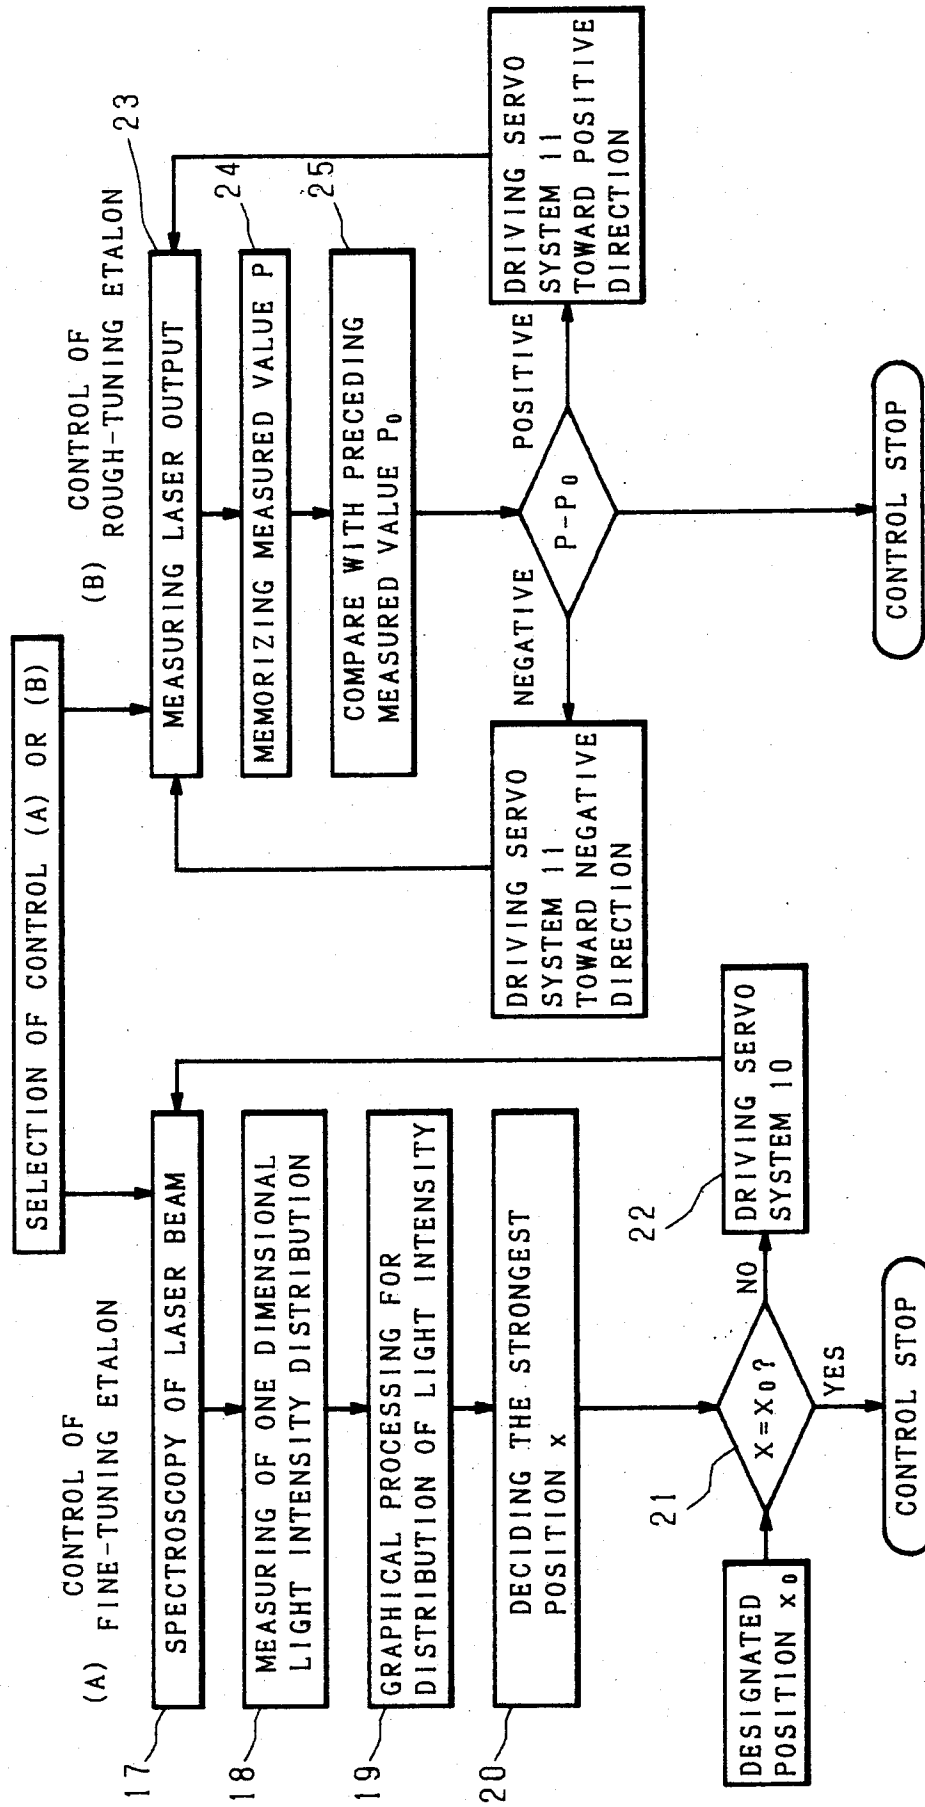 SELECTION OF CONTROL (A) OR (B)
CONTROL OF
(A) FINE-TUNING ETALON
17
SPECTROSCOPY OF LASER BEAM
18
MEASURING OF ONE DIMENSIONAL
LIGHT INTENSITY DISTRIBUTION
19
GRAPHICAL PROCESSING FOR
DISTRIBUTION OF LIGHT INTENSITY
20
DECIDING THE STRONGEST
POSITION x
DESIGNATED
POSITION x₀
21
X=X₀?
NO
22
DRIVING SERVO
SYSTEM 10
YES
CONTROL STOP
CONTROL OF
(B) ROUGH-TUNING ETALON
23
MEASURING LASER OUTPUT
24
MEMORIZING MEASURED VALUE P
25
COMPARE WITH PRECEDING
MEASURED VALUE P₀
NEGATIVE
P-P₀
POSITIVE
DRIVING SERVO
SYSTEM 11
TOWARD NEGATIVE
DIRECTION
DRIVING SERVO
SYSTEM 11
TOWARD POSITIVE
DIRECTION
CONTROL STOP